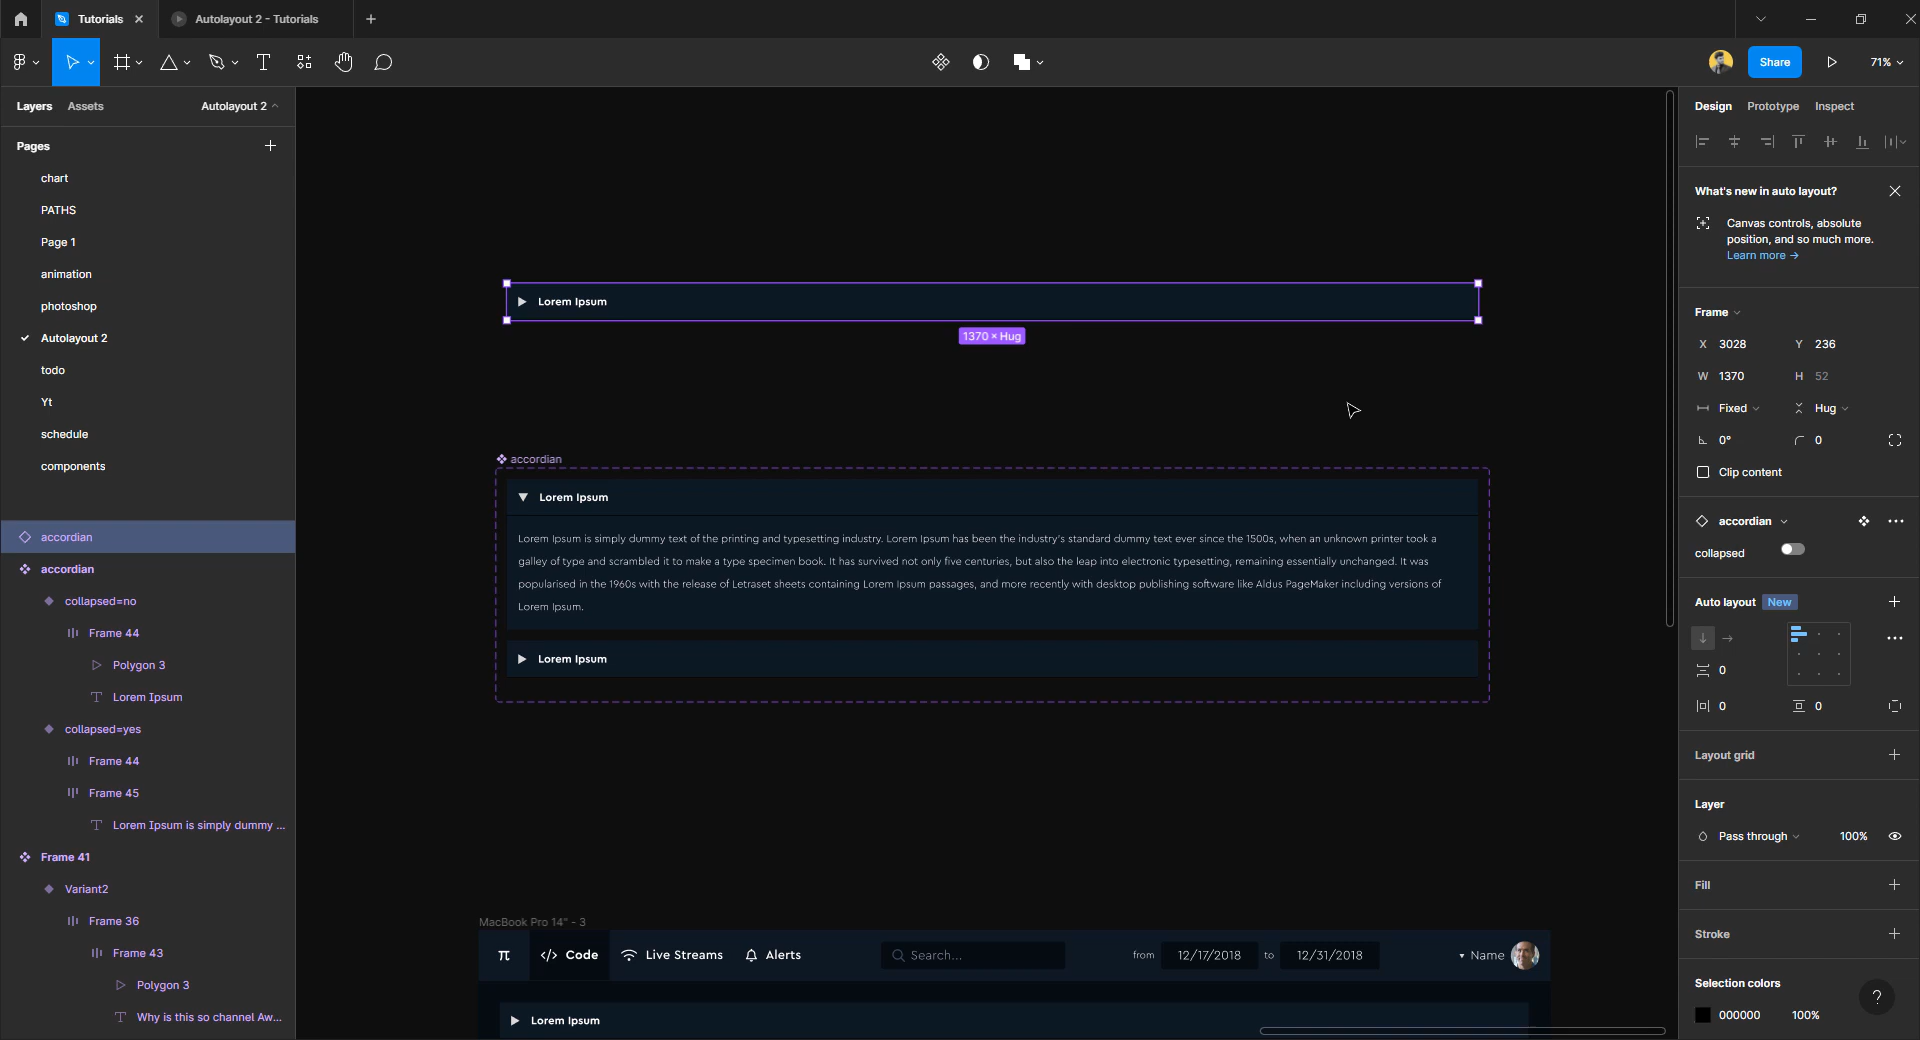 Tutorials
Autolayout 2 - Tutorials
Share
71%
Layers
Assets
Autolayout 2
Pages
chart
PATHS
Page 1
animation
photoshop
Autolayout 2
todo
Yt
schedule
components
accordian
accordian
collapsed=no
Frame 44
Polygon 3
Lorem Ipsum
collapsed=yes
Frame 44
Frame 45
Lorem Ipsum is simply dummy ...
Frame 41
Variant2
Frame 36
Frame 43
Polygon 3
Why is this so channel Aw...
Lorem Ipsum
1370 × Hug
accordian
Lorem Ipsum
Lorem Ipsum is simply dummy text of the printing and typesetting industry. Lorem Ipsum has been the industry's standard dummy text ever since the 1500s, when an unknown printer took a
galley of type and scrambled it to make a type specimen book. It has survived not only five centuries, but also the leap into electronic typesetting, remaining essentially unchanged. It was
popularised in the 1960s with the release of Letraset sheets containing Lorem Ipsum passages, and more recently with desktop publishing software like Aldus PageMaker including versions of
Lorem Ipsum.
Lorem Ipsum
MacBook Pro 14" - 3
π
</> Code
Live Streams
Alerts
Search...
from
12/17/2018
to
12/31/2018
Name
Lorem Ipsum
Design
Prototype
Inspect
What's new in auto layout?
Canvas controls, absolute
position, and so much more.
Learn more →
Frame
X 3028
Y 236
W 1370
H 52
Fixed
Hug
0°
0
Clip content
accordian
collapsed
Auto layout
New
0
0
0
Layout grid
Layer
Pass through
100%
Fill
Stroke
Selection colors
000000
100%
?